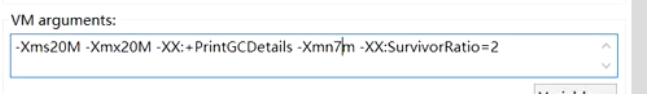 VM arguments:
-Xms20M -Xmx20M -XX:+PrintGCDetails -Xmn7m -XX:SurvivorRatio=2